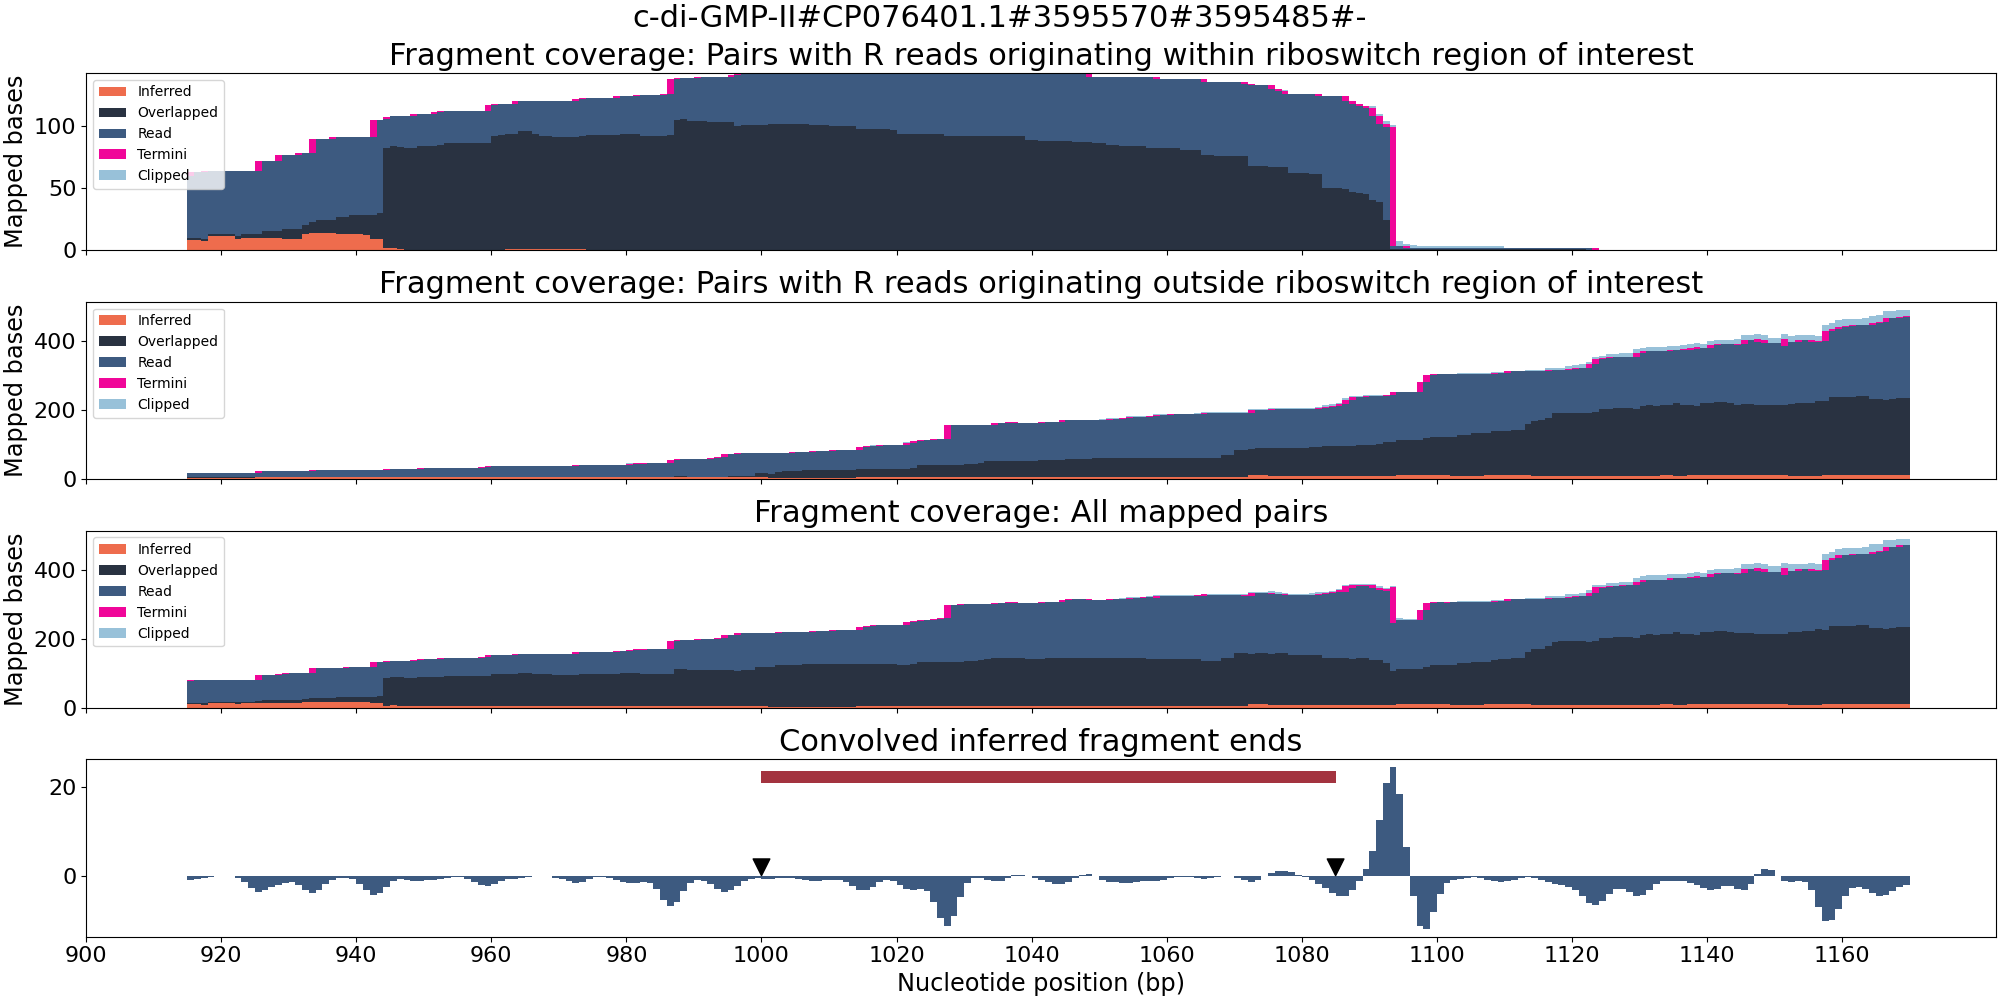 c-di-GMP-II#CP076401.1#3595570#3595485#-
Fragment coverage: Pairs with R reads originating within riboswitch region of interest
Mapped bases
100
50
0
Inferred
Overlapped
Read
Termini
Clipped
Fragment coverage: Pairs with R reads originating outside riboswitch region of interest
Mapped bases
400
200
0
Inferred
Overlapped
Read
Termini
Clipped
Fragment coverage: All mapped pairs
Mapped bases
400
200
0
Inferred
Overlapped
Read
Termini
Clipped
Convolved inferred fragment ends
20
0
900 920 940 960 980 1000 1020 1040 1060 1080 1100 1120 1140 1160
Nucleotide position (bp)